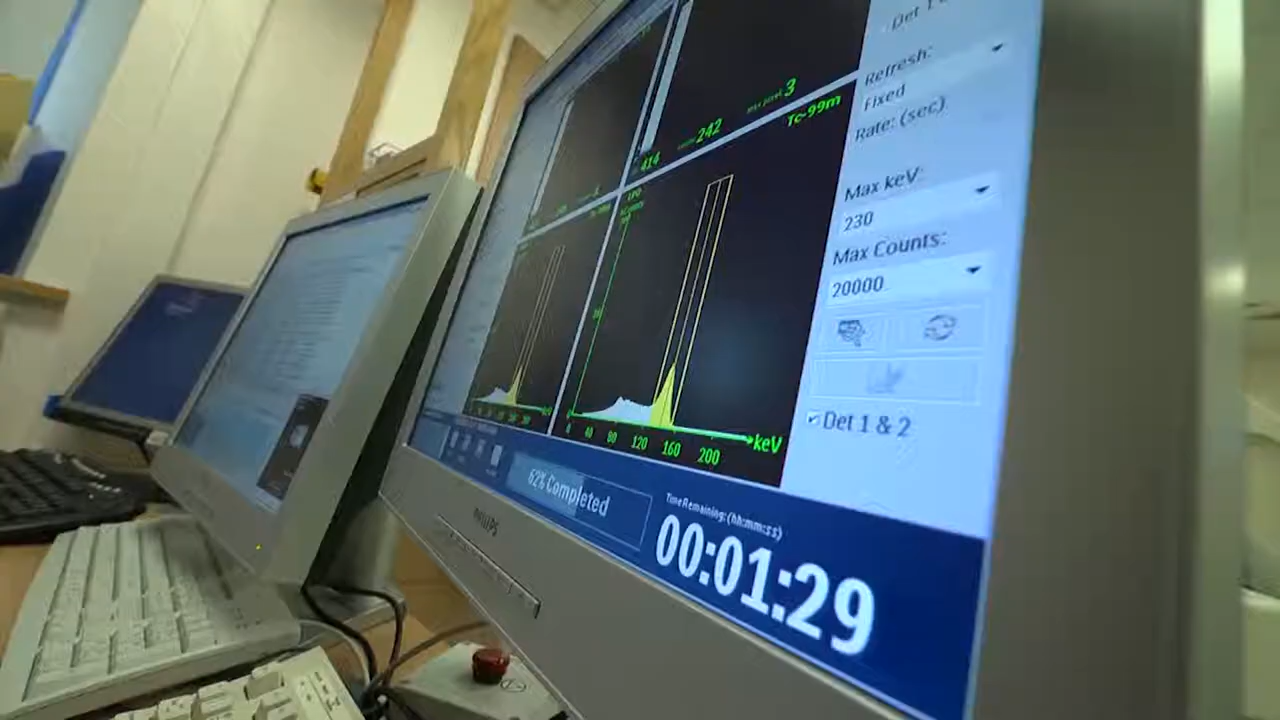 Det 1
Refresh:
Fixed
Rate: (sec)
3
242
414
Tc-99m
Max keV:
230
Max Counts:
20000
Det 1 & 2
0 40 80 120 160 200 keV
62% Completed
Time Remaining: (hh:mm:ss)
00:01:29
PHILIPS